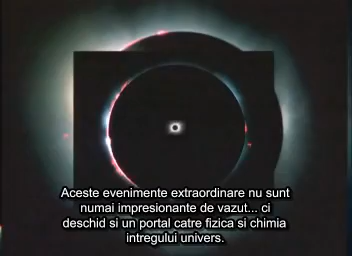 Aceste evenimente extraordinare nu sunt
numai impresionante de vazut... ci
deschid si un portal catre fizica si chimia
intregului univers.